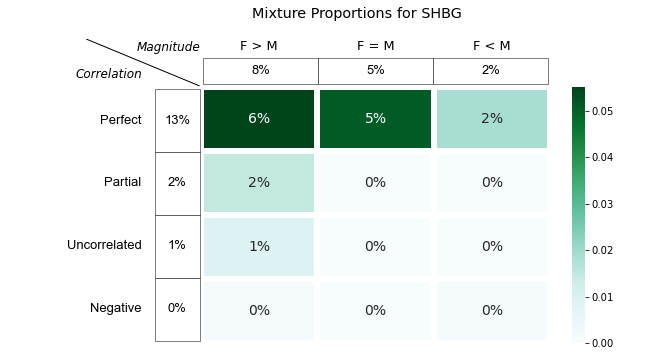 Mixture Proportions for SHBG
Magnitude F > M F = M F < M
Correlation 8% 5% 2%
Perfect 13% 6% 5% 2%
Partial 2% 2% 0% 0%
Uncorrelated 1% 1% 0% 0%
Negative 0% 0% 0% 0%
0.05
0.04
0.03
0.02
0.01
0.00